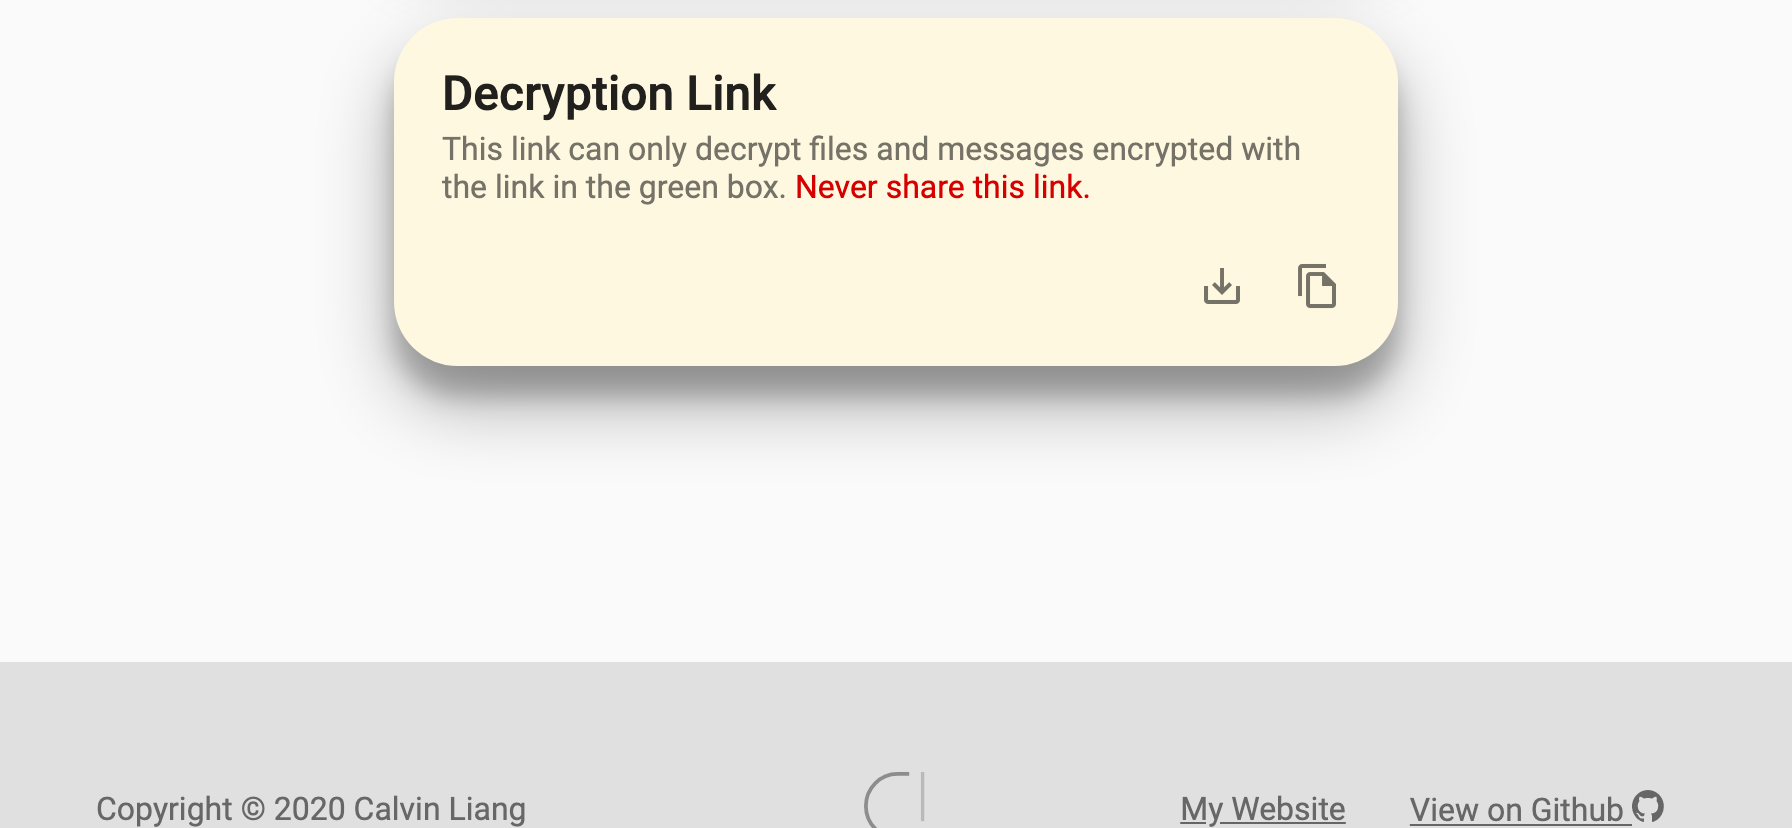 Decryption Link
This link can only decrypt files and messages encrypted with
the link in the green box. Never share this link.
Copyright © 2020 Calvin Liang
My Website
View on Github